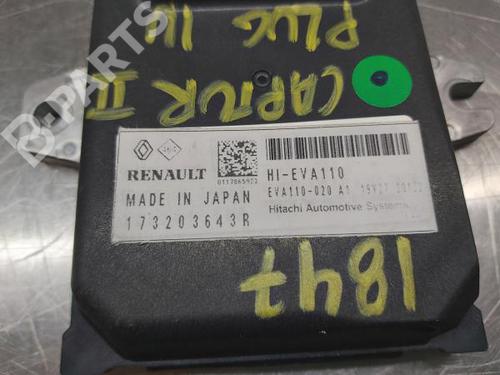 B-PARTS
PLUG IN
CAPTUR II
RENAULT
0117865922
HI-EVA110
EVA110-020 A1
MADE IN JAPAN
Hitachi Automotive Systems
173203643R
1847